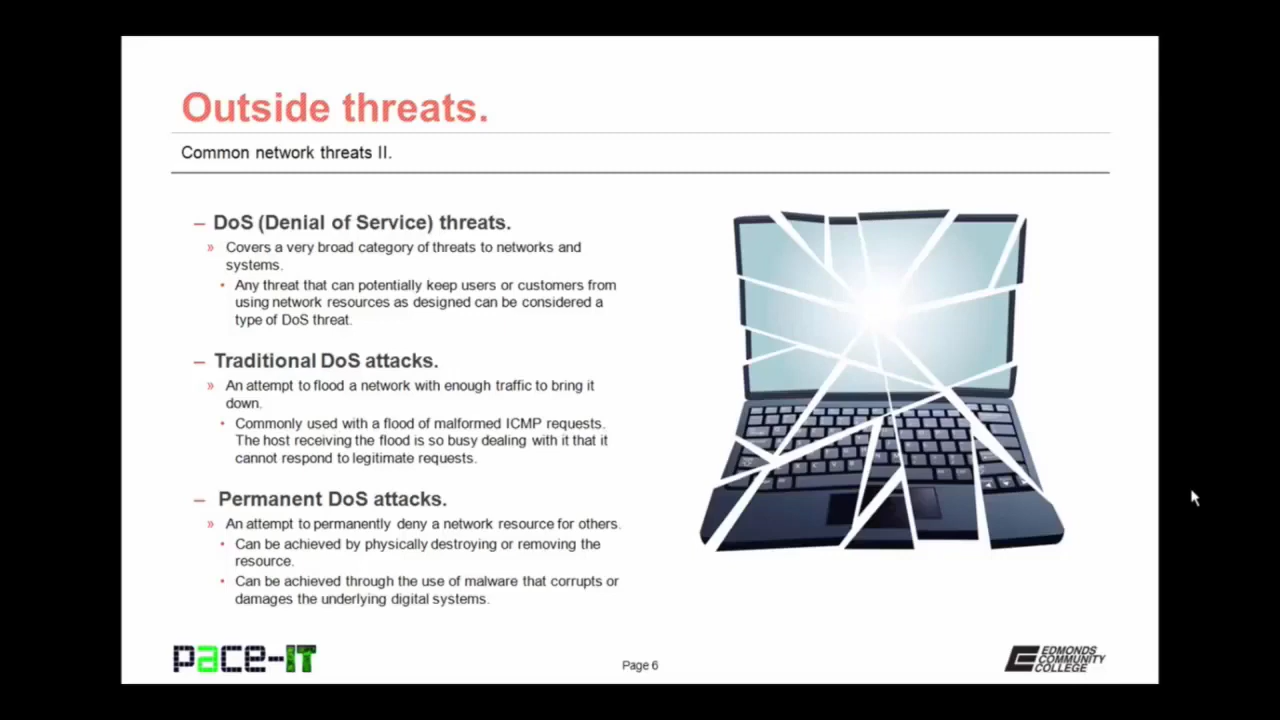 Outside threats.
Common network threats II.
– DoS (Denial of Service) threats.
» Covers a very broad category of threats to networks and
systems.
• Any threat that can potentially keep users or customers from
using network resources as designed can be considered a
type of DoS threat.
– Traditional DoS attacks.
» An attempt to flood a network with enough traffic to bring it
down.
• Commonly used with a flood of malformed ICMP requests.
The host receiving the flood is so busy dealing with it that it
cannot respond to legitimate requests.
– Permanent DoS attacks.
» An attempt to permanently deny a network resource for others.
• Can be achieved by physically destroying or removing the
resource.
• Can be achieved through the use of malware that corrupts or
damages the underlying digital systems.
pace-IT
Page 6
EDMONDS
COMMUNITY
COLLEGE